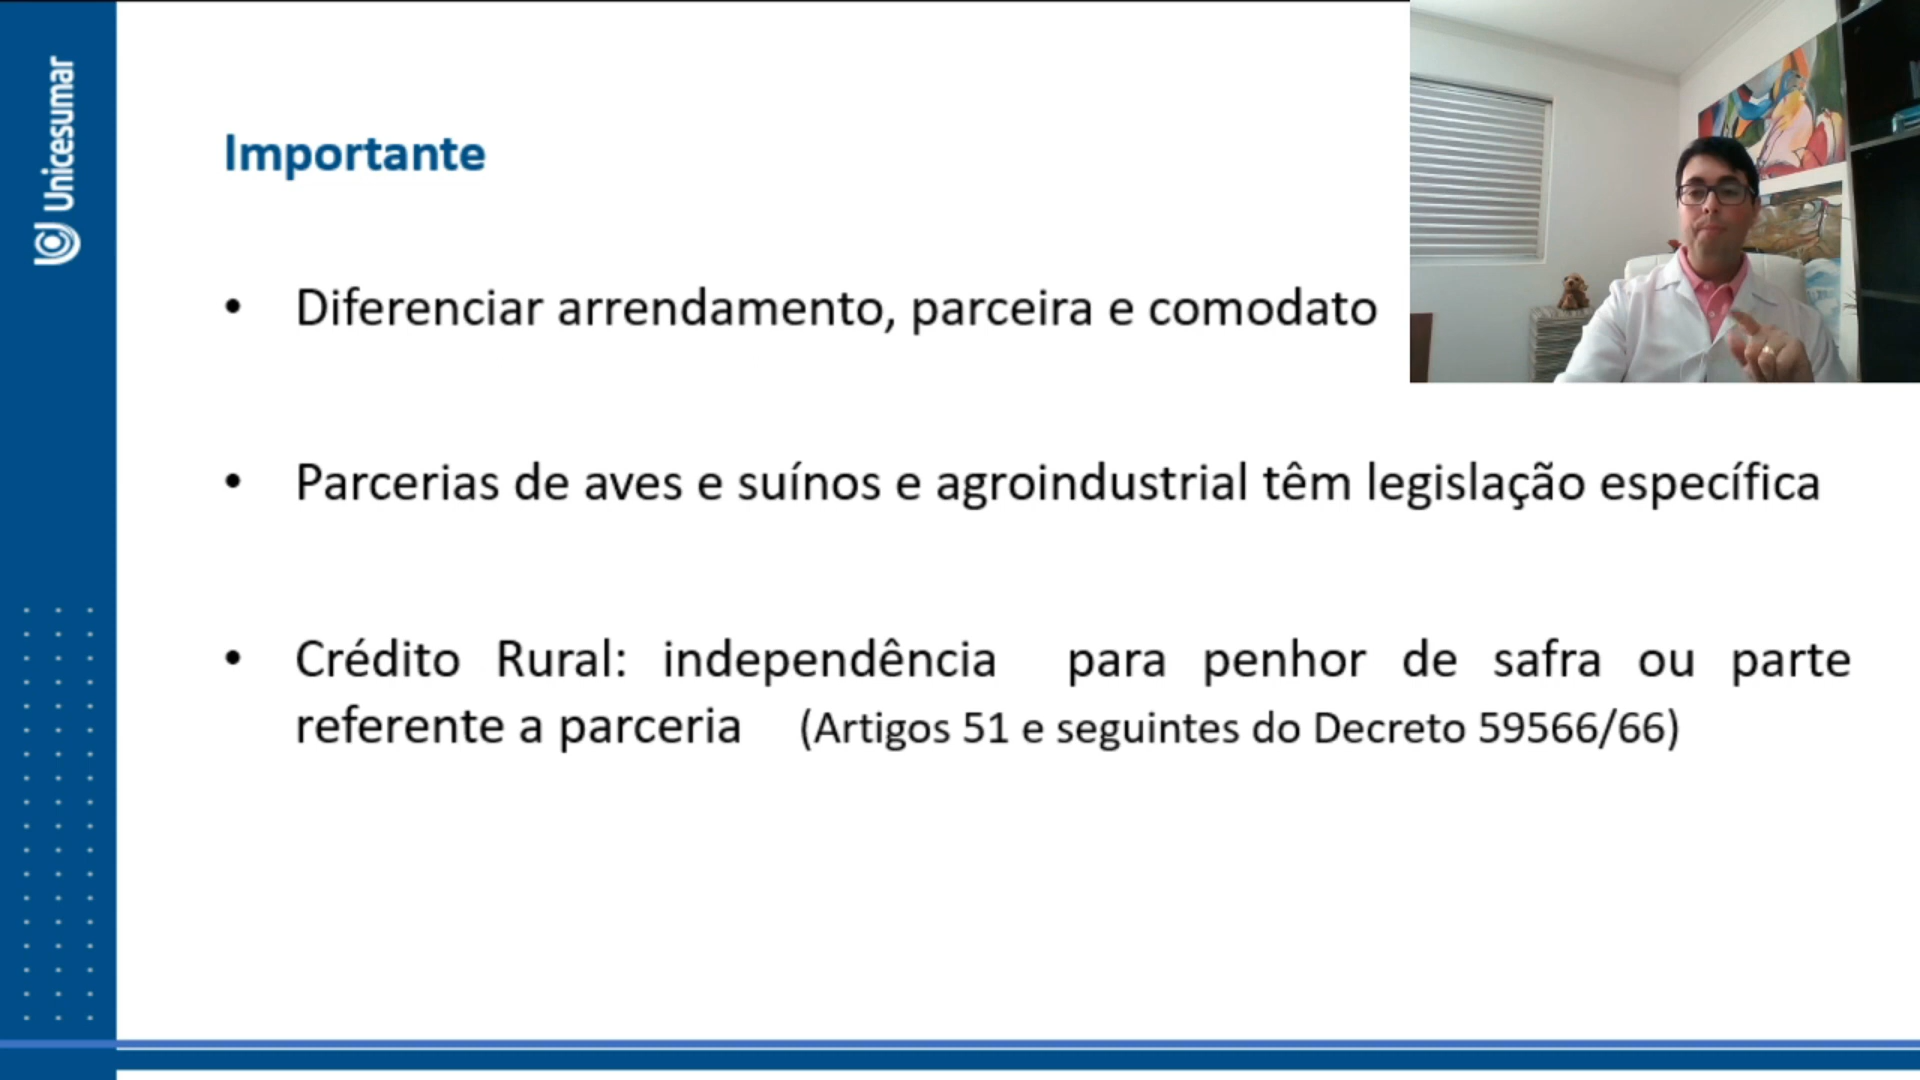 Unicesumar
Importante
• Diferenciar arrendamento, parceira e comodato
• Parcerias de aves e suínos e agroindustrial têm legislação específica
• Crédito Rural: independência para penhor de safra ou parte
referente a parceria (Artigos 51 e seguintes do Decreto 59566/66)